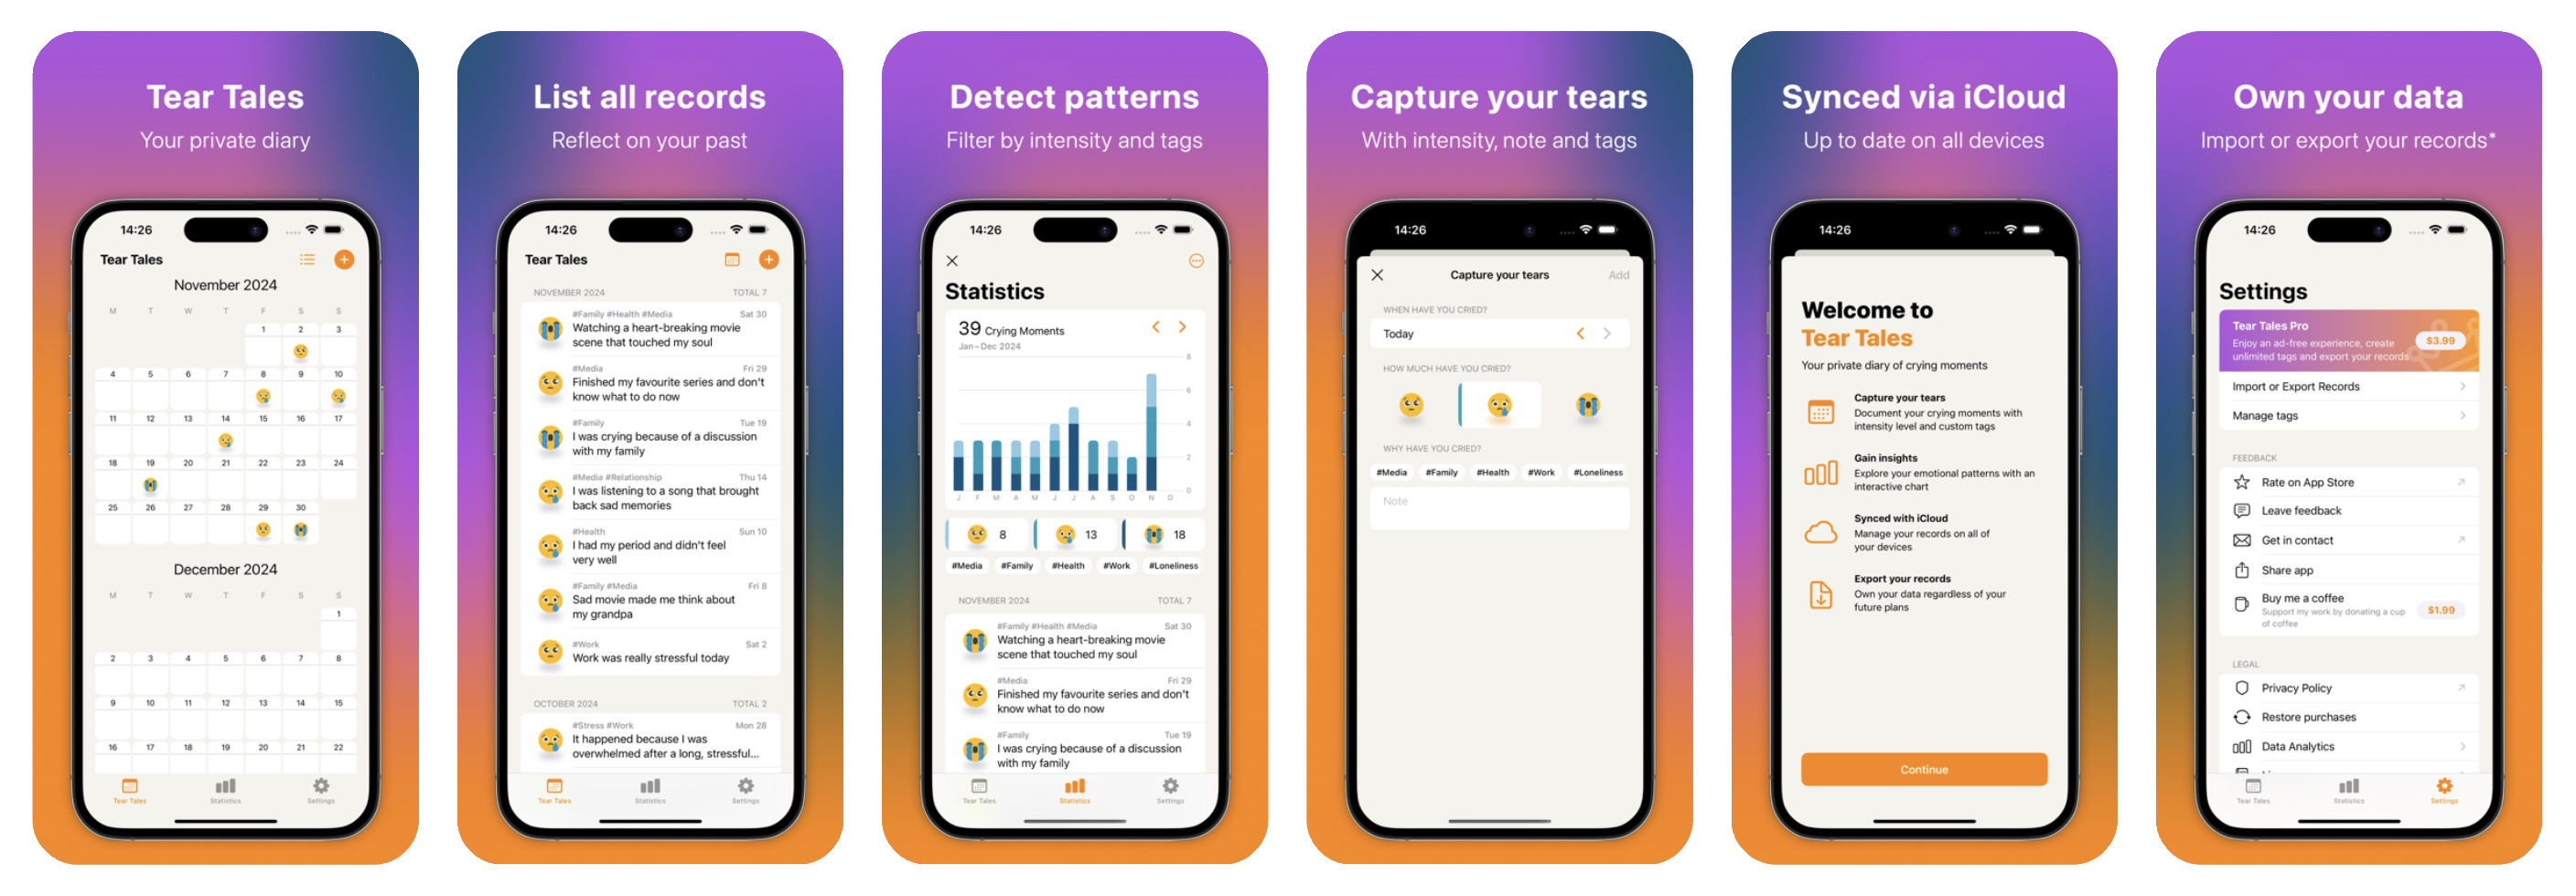 Tear Tales
Your private diary
14:26
Tear Tales
November 2024
M T W T F S S
1 2 3
4 5 6 7 8 9 10
11 12 13 14 15 16 17
18 19 20 21 22 23 24
25 26 27 28 29 30
December 2024
M T W T F S S
1
2 3 4 5 6 7 8
9 10 11 12 13 14 15
16 17 18 19 20 21 22
Tear Tales Statistics Settings
List all records
Reflect on your past
14:26
Tear Tales
NOVEMBER 2024 TOTAL 7
#Family #Health #Media Sat 30
Watching a heart-breaking movie
scene that touched my soul
#Media Fri 29
Finished my favourite series and don't
know what to do now
#Family Tue 19
I was crying because of a discussion
with my family
#Media #Relationship Thu 14
I was listening to a song that brought
back sad memories
#Health Sun 10
I had my period and didn't feel
very well
#Family #Media Fri 8
Sad movie made me think about
my grandpa
#Work Sat 2
Work was really stressful today
OCTOBER 2024 TOTAL 2
#Stress #Work Mon 28
It happened because I was
overwhelmed after a long, stressful...
Tear Tales Statistics Settings
Detect patterns
Filter by intensity and tags
14:26
Statistics
39 Crying Moments
Jan–Dec 2024
8
6
4
2
0
J F M A M J J A S O N D
8 13 18
#Media #Family #Health #Work #Loneliness
NOVEMBER 2024 TOTAL 7
#Family #Health #Media Sat 30
Watching a heart-breaking movie
scene that touched my soul
#Media Fri 29
Finished my favourite series and don't
know what to do now
#Family Tue 19
I was crying because of a discussion
with my family
Tear Tales Statistics Settings
Capture your tears
With intensity, note and tags
14:26
Capture your tears Add
WHEN HAVE YOU CRIED?
Today
HOW MUCH HAVE YOU CRIED?
WHY HAVE YOU CRIED?
#Media #Family #Health #Work #Loneliness
Note
Synced via iCloud
Up to date on all devices
14:26
Welcome to
Tear Tales
Your private diary of crying moments
Capture your tears
Document your crying moments with
intensity level and custom tags
Gain insights
Explore your emotional patterns with an
interactive chart
Synced with iCloud
Manage your records on all of
your devices
Export your records
Own your data regardless of your
future plans
Continue
Own your data
Import or export your records*
14:26
Settings
Tear Tales Pro
Enjoy an ad-free experience, create
unlimited tags and export your records
$3.99
Import or Export Records
Manage tags
FEEDBACK
Rate on App Store
Leave feedback
Get in contact
Share app
Buy me a coffee
Support my work by donating a cup
of coffee
$1.99
LEGAL
Privacy Policy
Restore purchases
Data Analytics
Tear Tales Statistics Settings